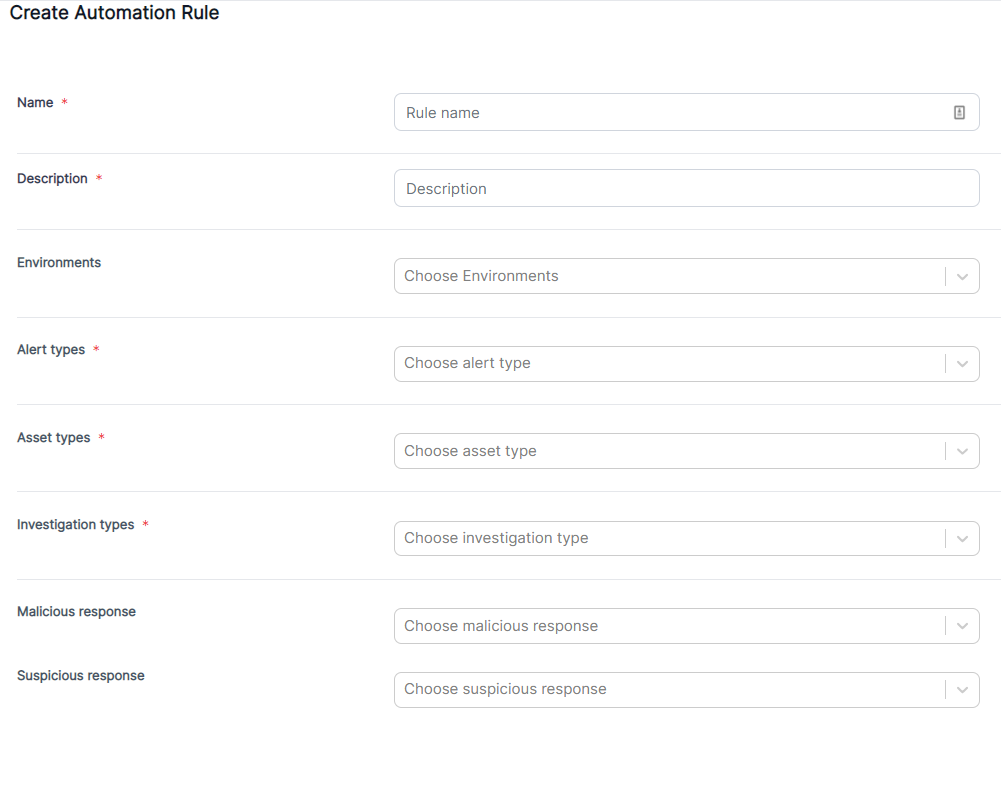 Create Automation Rule
Name *
Rule name
Description *
Description
Environments
Choose Environments
Alert types *
Choose alert type
Asset types *
Choose asset type
Investigation types *
Choose investigation type
Malicious response
Choose malicious response
Suspicious response
Choose suspicious response